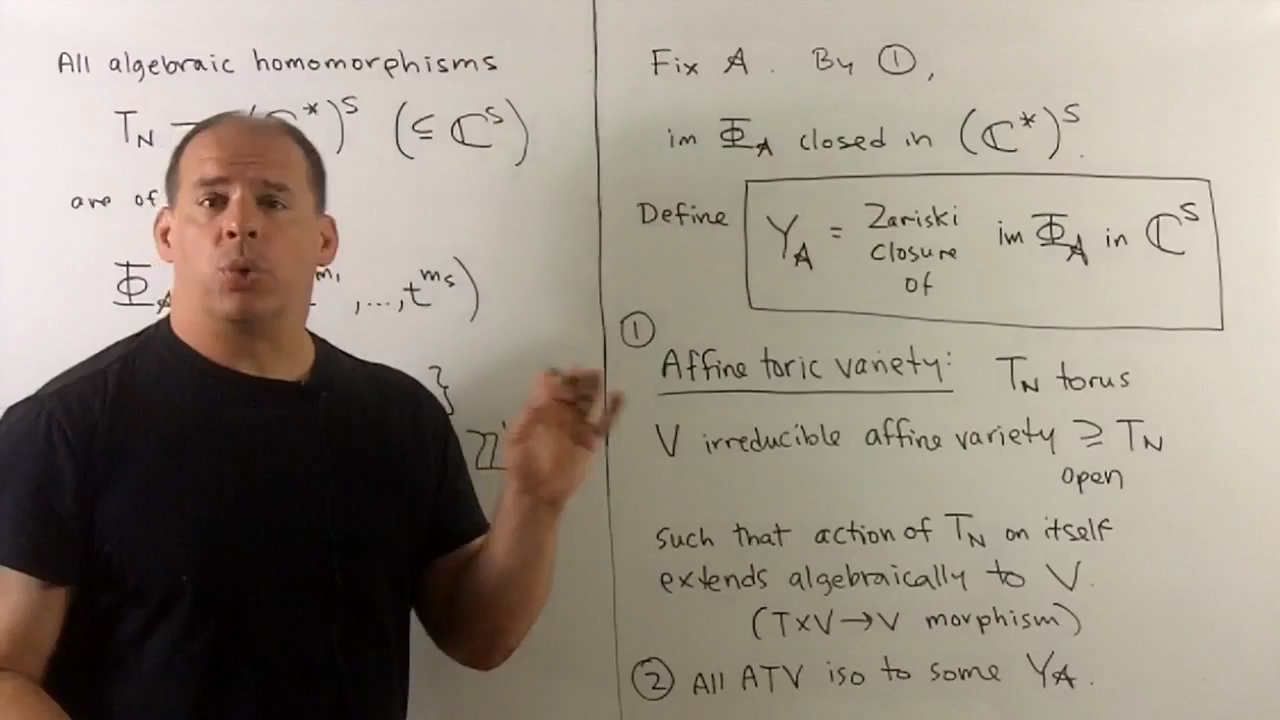 All algebraic homomorphisms
T_N → (ℂ*)^S (⊆ ℂ^S)
are of
Φ_A m₁ ,..., t^{m_s})
}
ℤ
Fix A. By ①,
im Φ_A closed in (ℂ*)^S.
Define Y_A = Zariski closure of im Φ_A in ℂ^S
①
Affine toric variety: T_N torus
V irreducible affine variety ⊇ T_N
open
such that action of T_N on itself
extends algebraically to V.
(T×V→V morphism)
② All ATV iso to some Y_A.